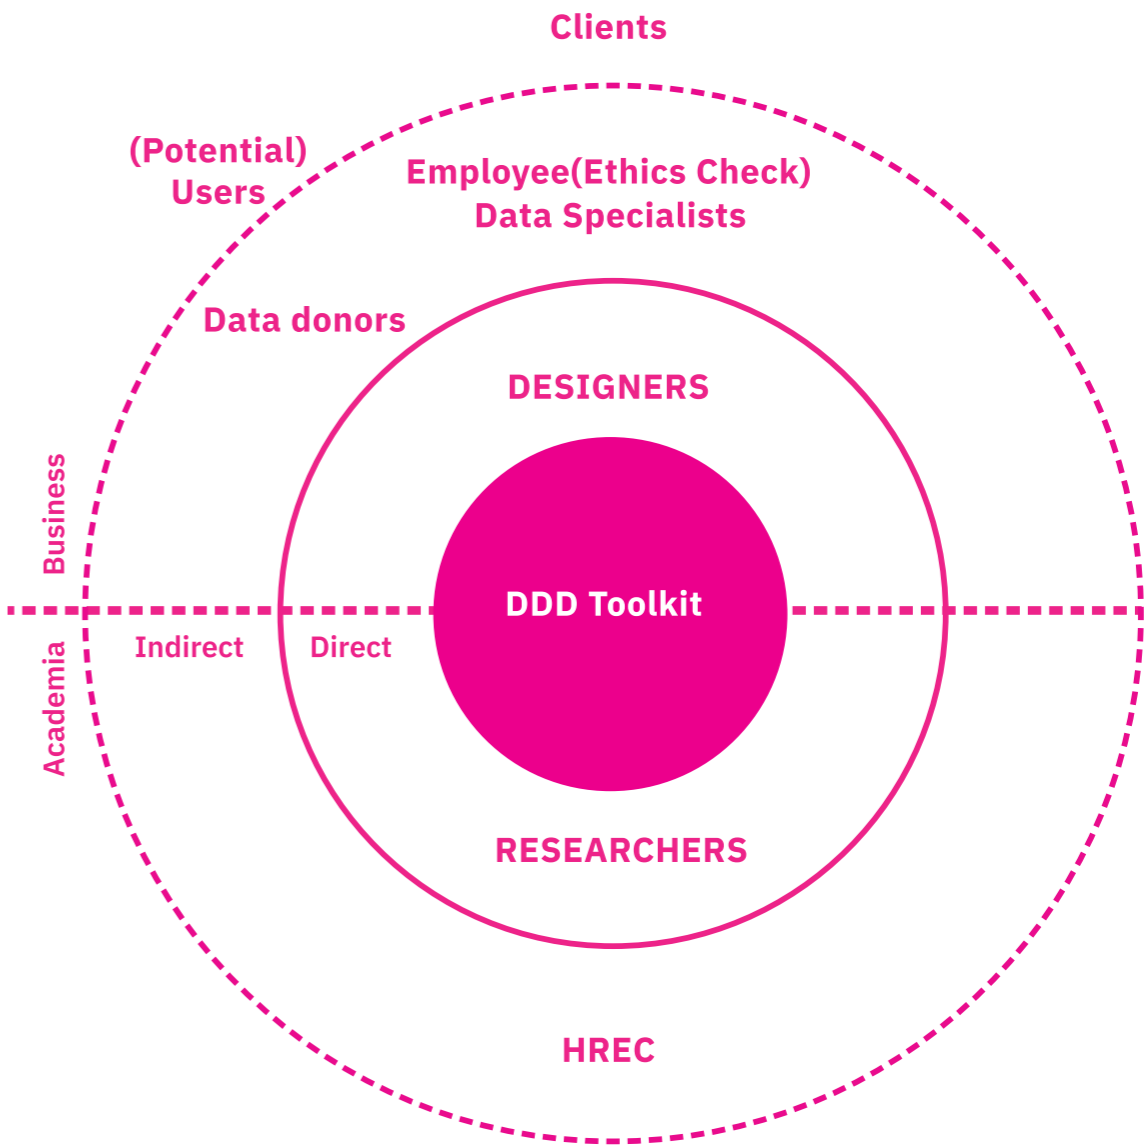 Clients
(Potential)
Users
Employee(Ethics Check)
Data Specialists
Data donors
DESIGNERS
Business
DDD Toolkit
Indirect
Direct
Academia
RESEARCHERS
HREC